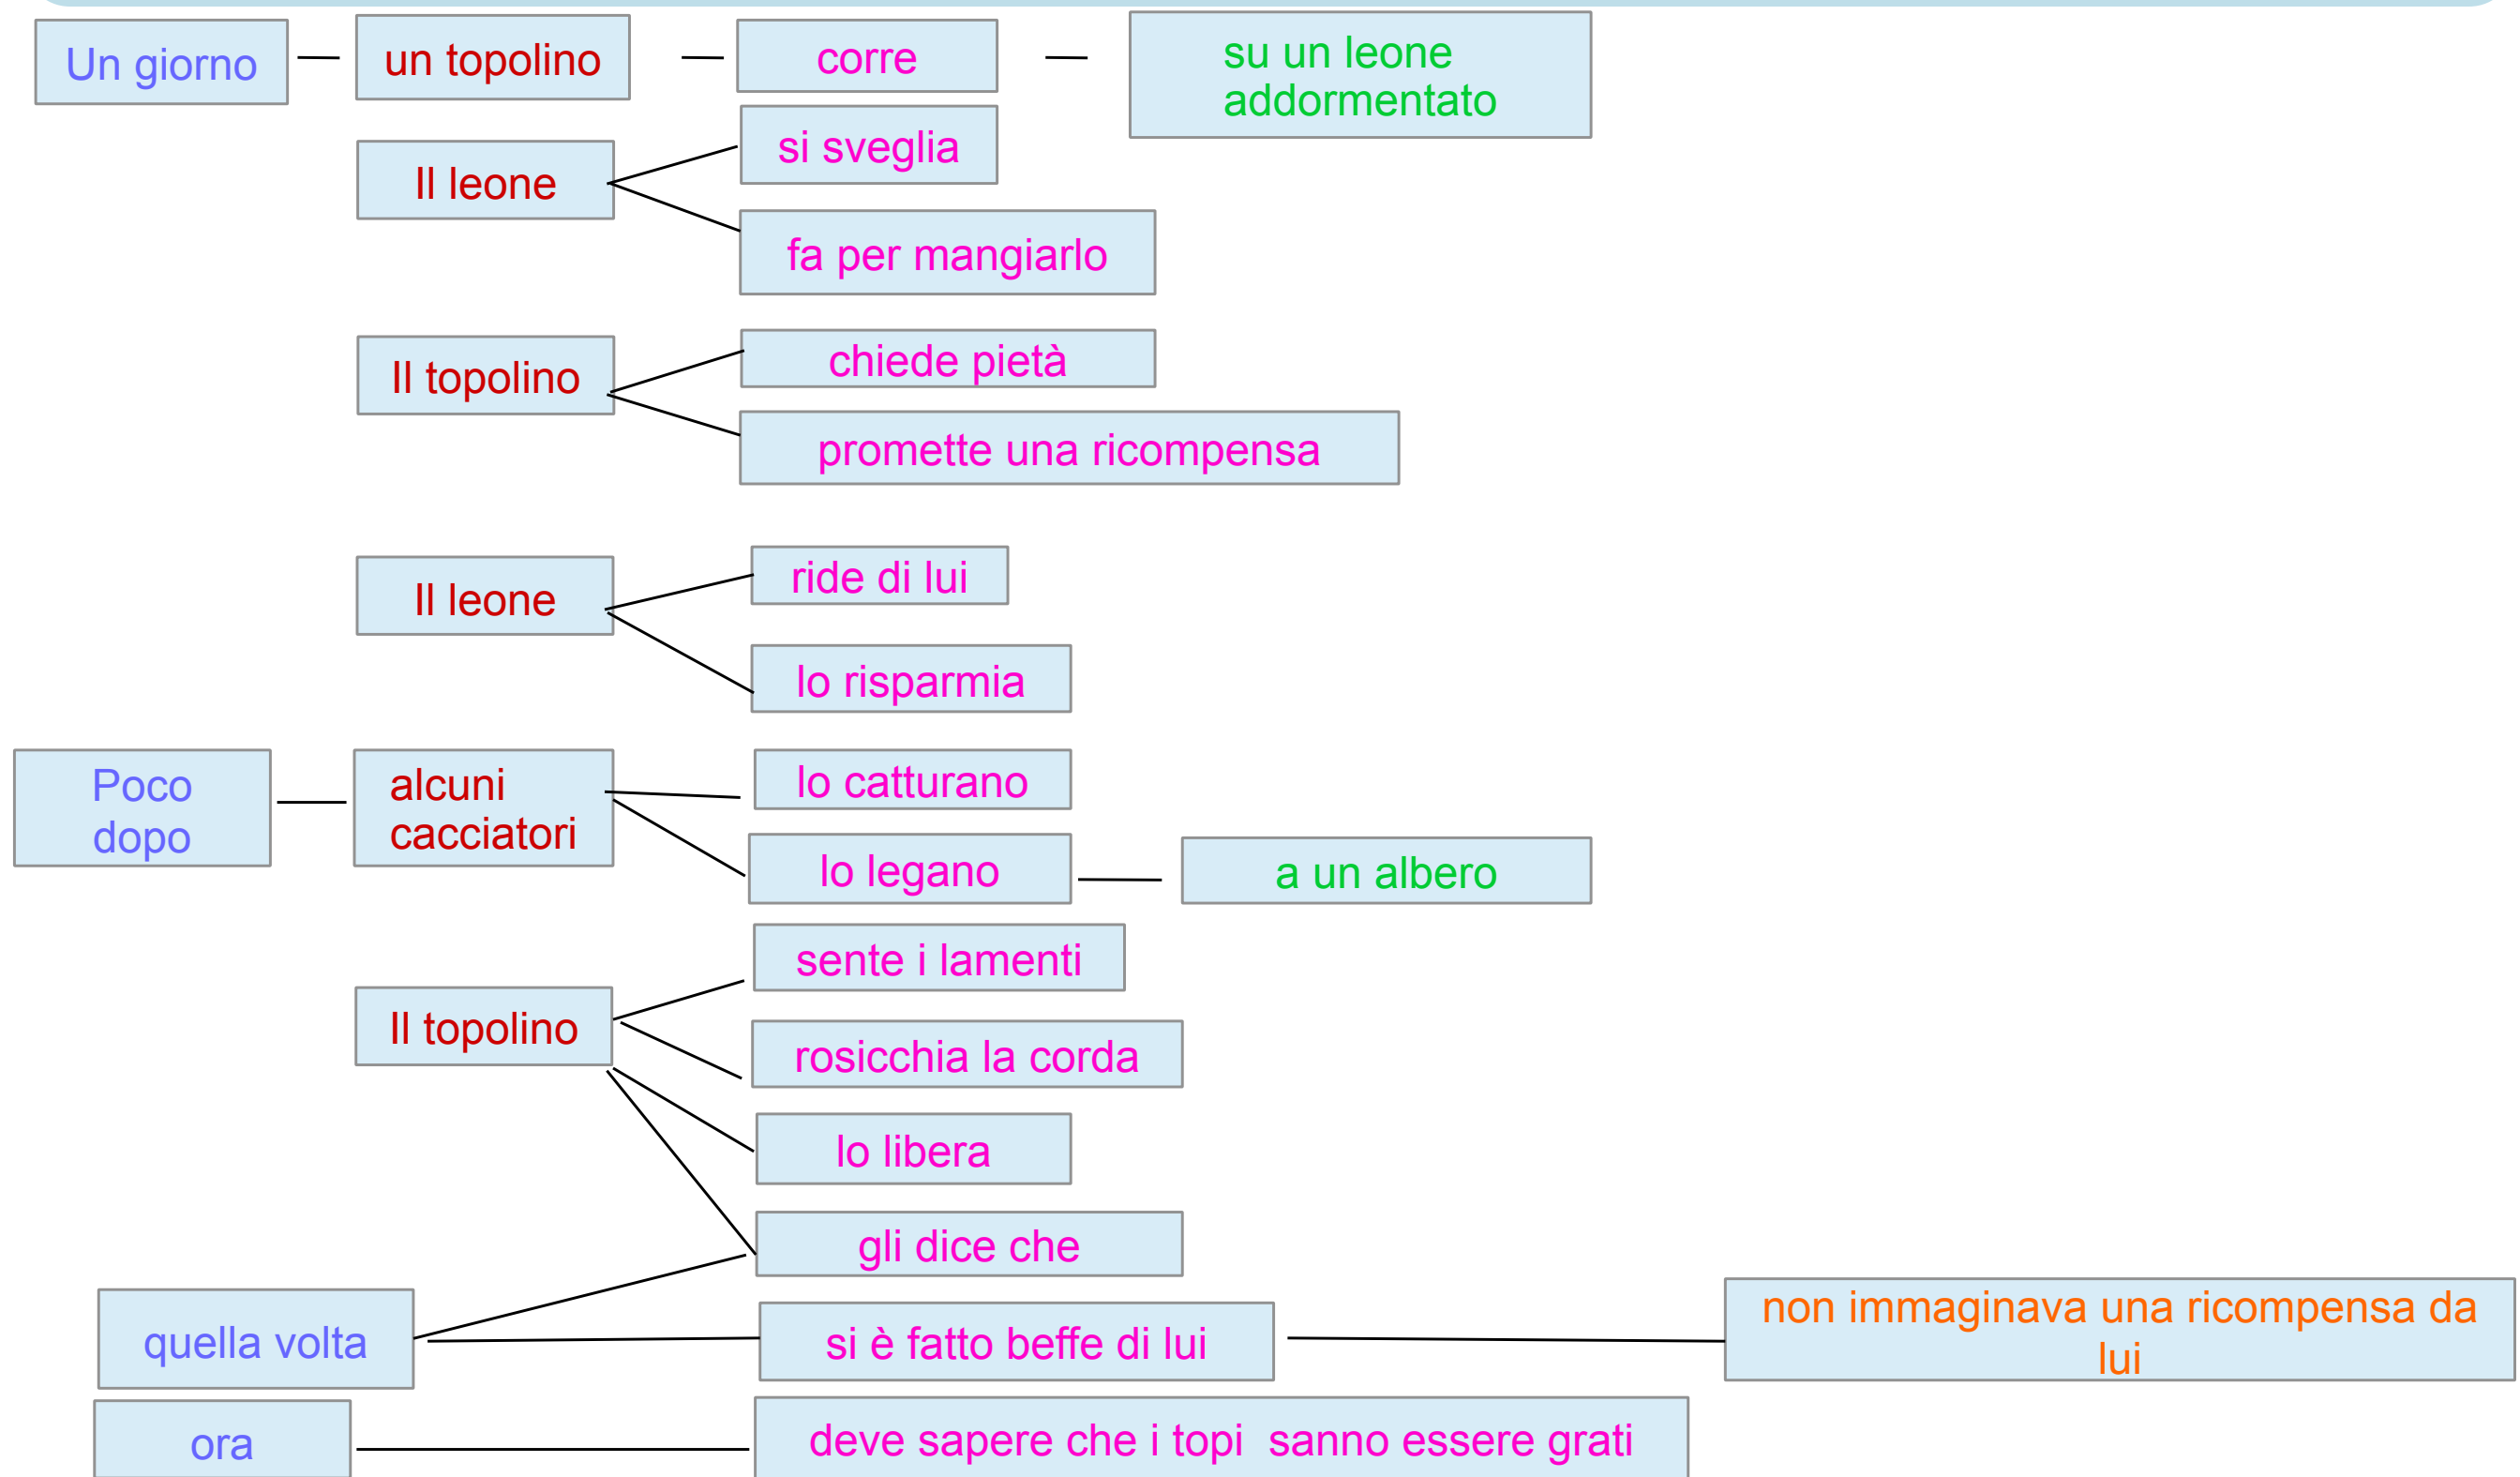 Un giorno
un topolino
corre
su un leone
addormentato
Il leone
si sveglia
fa per mangiarlo
Il topolino
chiede pietà
promette una ricompensa
Il leone
ride di lui
lo risparmia
Poco
dopo
alcuni
cacciatori
lo catturano
lo legano
a un albero
Il topolino
sente i lamenti
rosicchia la corda
lo libera
gli dice che
quella volta
si è fatto beffe di lui
non immaginava una ricompensa da
lui
ora
deve sapere che i topi  sanno essere grati